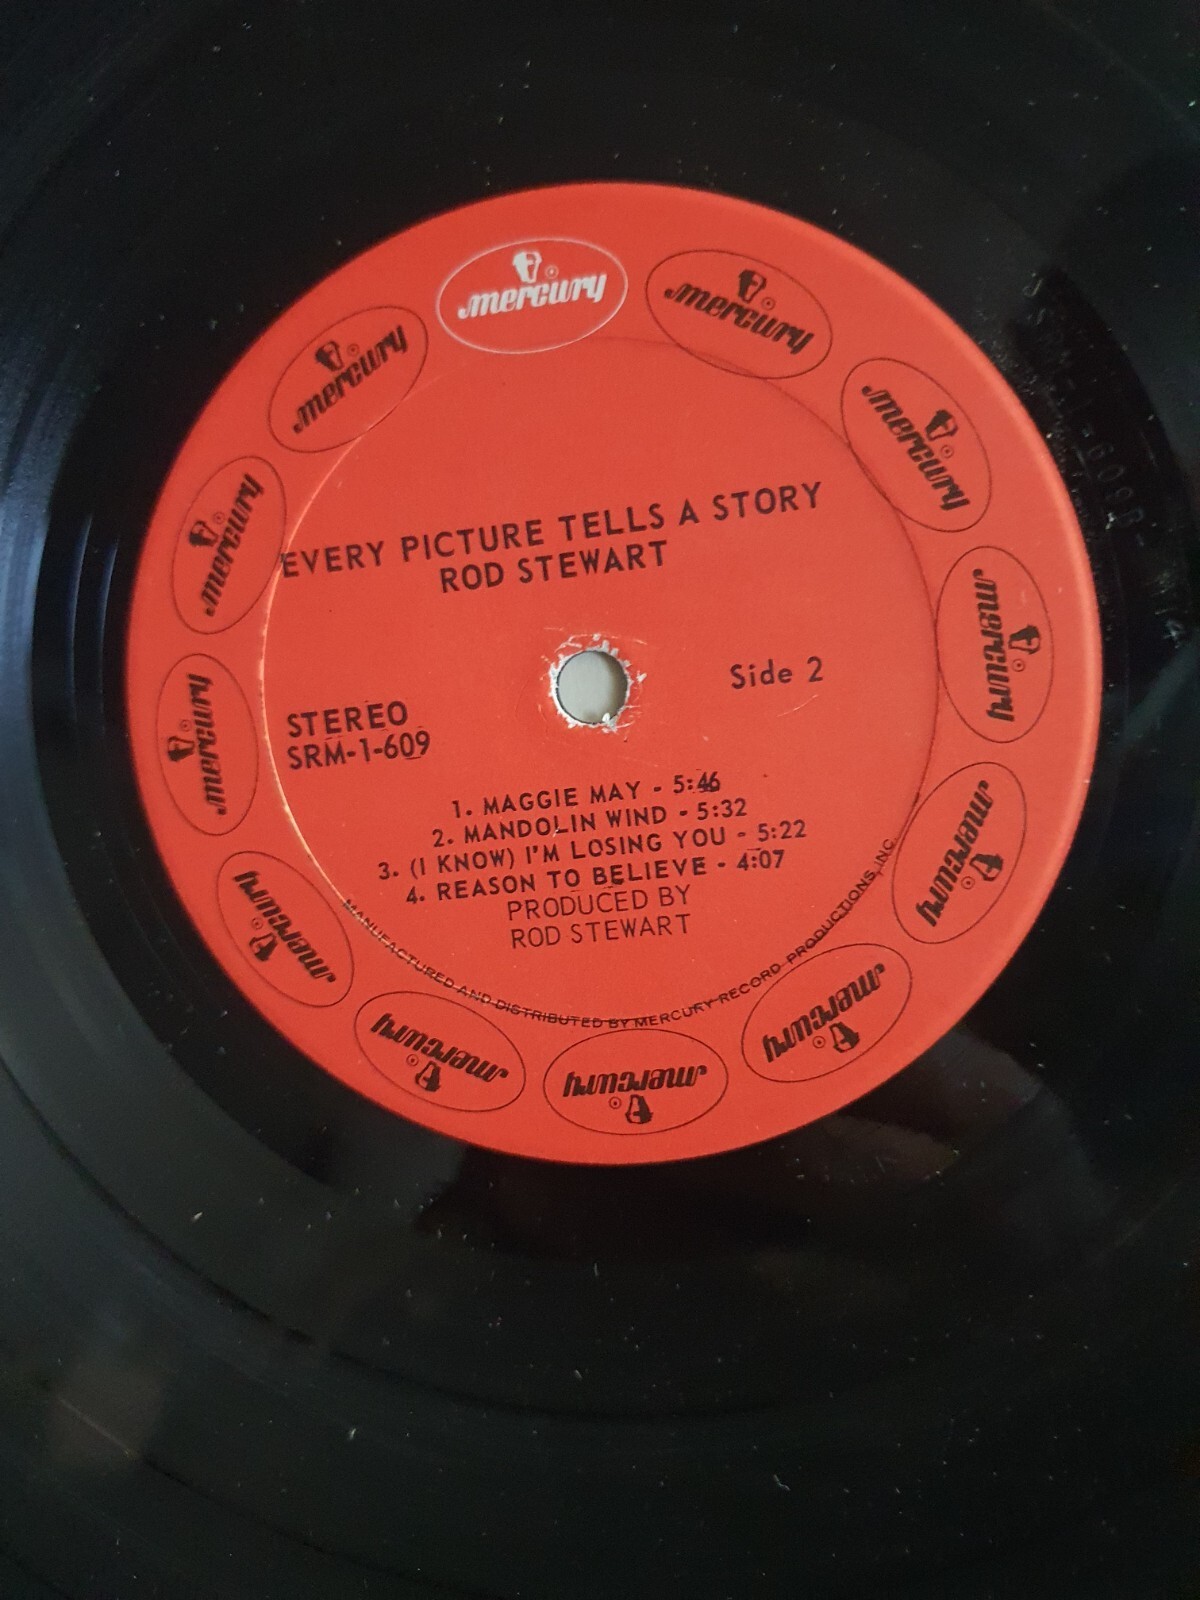 mercury
mercury
mercury
mercury
mercury
mercury
mercury
mercury
mercury
mercury
mercury
mercury
EVERY PICTURE TELLS A STORY
ROD STEWART
Side 2
STEREO
SRM-1-609
1. MAGGIE MAY - 5:46
2. MANDOLIN WIND - 5:32
3. (I KNOW) I'M LOSING YOU - 5:22
4. REASON TO BELIEVE - 4:07
PRODUCED BY
ROD STEWART
MANUFACTURED AND DISTRIBUTED BY MERCURY RECORD PRODUCTIONS, INC.